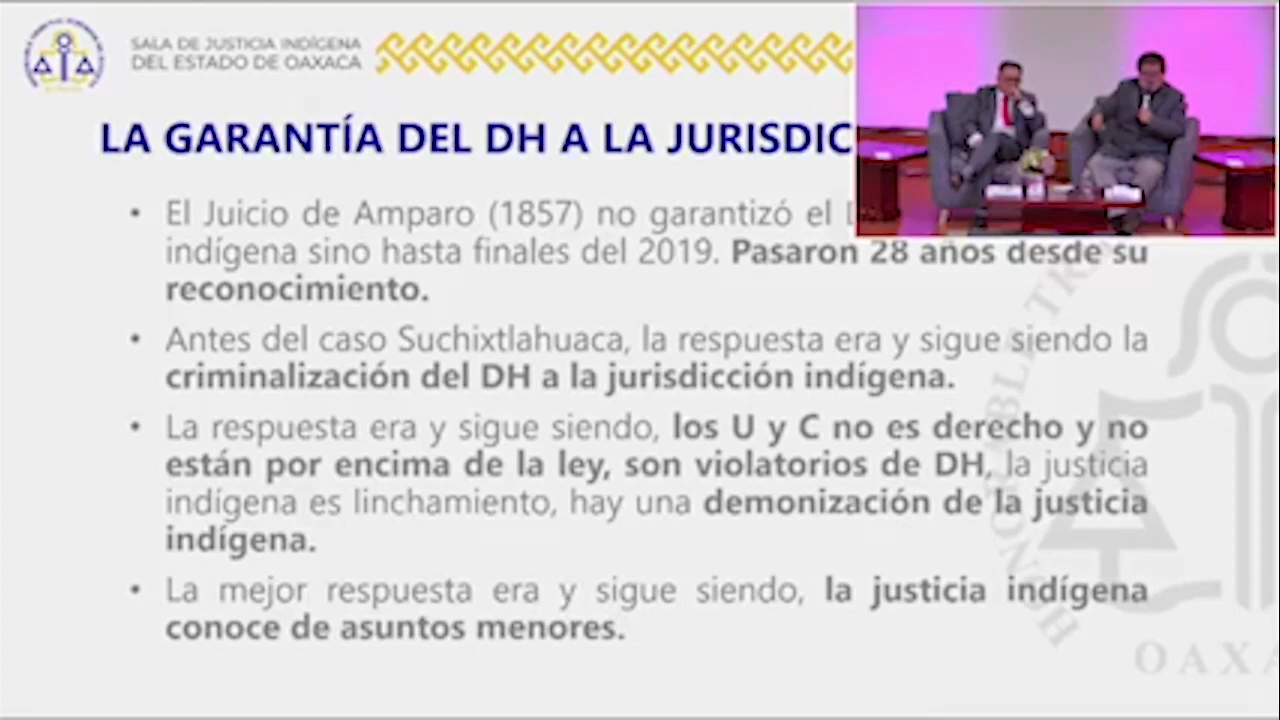 SALA DE JUSTICIA INDÍGENA
DEL ESTADO DE OAXACA
LA GARANTÍA DEL DH A LA JURISDIC
• El Juicio de Amparo (1857) no garantizó el
indígena sino hasta finales del 2019. Pasaron 28 años desde su
reconocimiento.
• Antes del caso Suchixtlahuaca, la respuesta era y sigue siendo la
criminalización del DH a la jurisdicción indígena.
• La respuesta era y sigue siendo, los U y C no es derecho y no
están por encima de la ley, son violatorios de DH, la justicia
indígena es linchamiento, hay una demonización de la justicia
indígena.
• La mejor respuesta era y sigue siendo, la justicia indígena
conoce de asuntos menores.
HONORABLE TR
OAXA